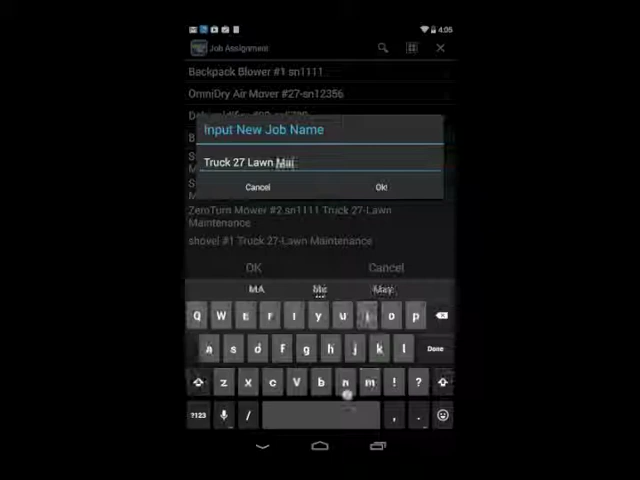 4:05
Job Assignment
Backpack Blower #1 sn1111
OmniDry Air Mover #27-sn12356
Input New Job Name
Truck 27 Lawn Mai
Cancel Ok!
ZeroTurn Mower #2 sn1111 Truck 27-Lawn
Maintenance
shovel #1 Truck 27-Lawn Maintenance
OK Cancel
MA May
Q W r t y u i o p
a s d f g h j k l Done
z x c v b n m ! ?
?123 / , .